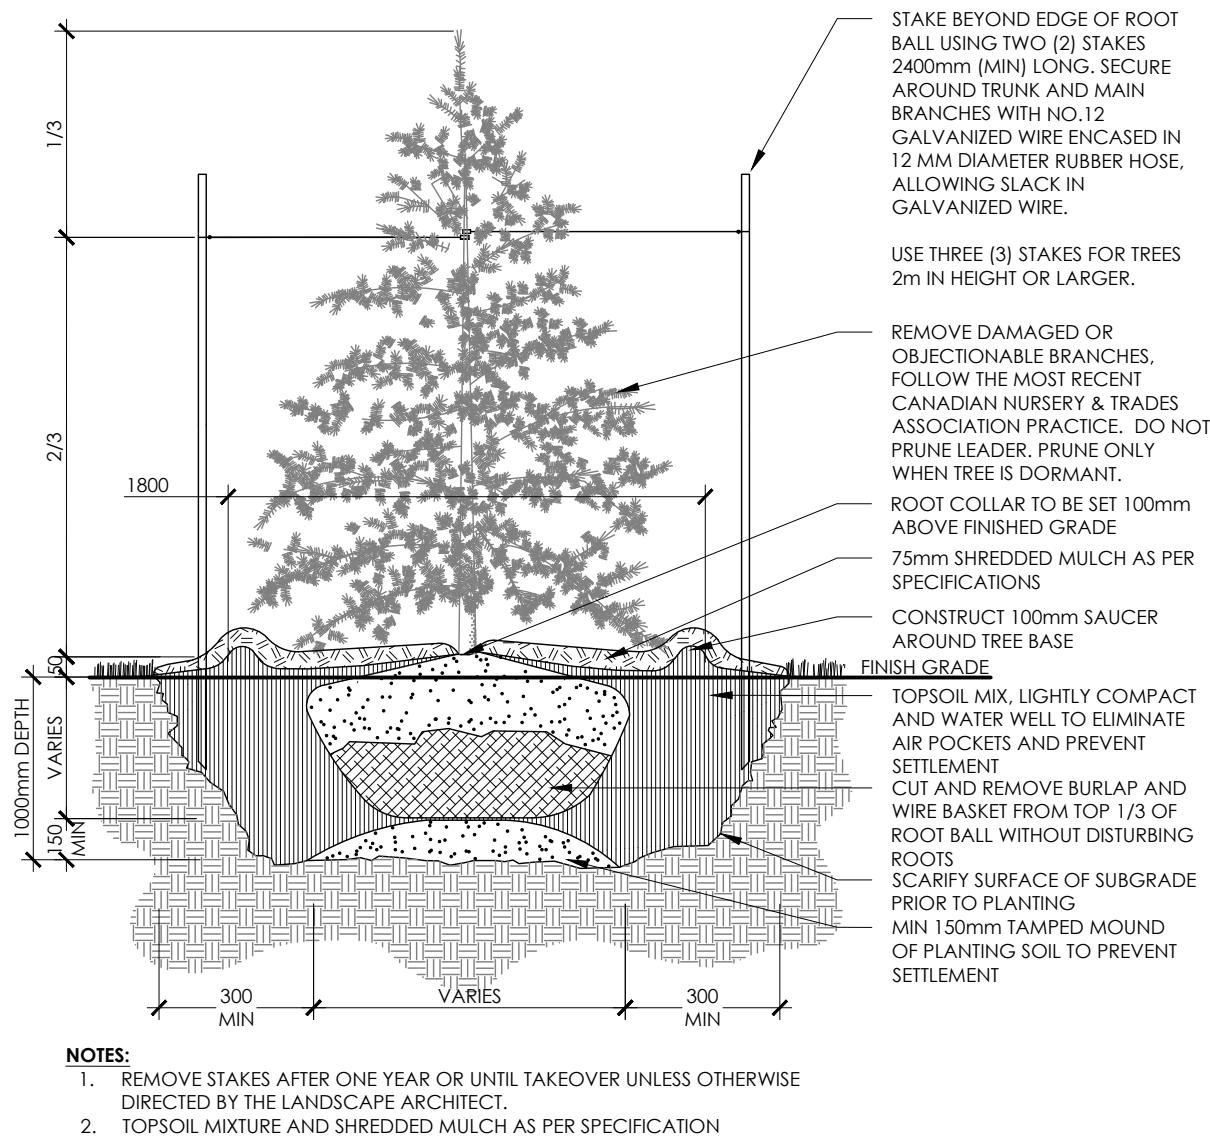 STAKE BEYOND EDGE OF ROOT
BALL USING TWO (2) STAKES
2400mm (MIN) LONG. SECURE
AROUND TRUNK AND MAIN
BRANCHES WITH NO.12
GALVANIZED WIRE ENCASED IN
12 MM DIAMETER RUBBER HOSE,
ALLOWING SLACK IN
GALVANIZED WIRE.
USE THREE (3) STAKES FOR TREES
2m IN HEIGHT OR LARGER.
REMOVE DAMAGED OR
OBJECTIONABLE BRANCHES,
FOLLOW THE MOST RECENT
CANADIAN NURSERY & TRADES
ASSOCIATION PRACTICE. DO NOT
PRUNE LEADER. PRUNE ONLY
WHEN TREE IS DORMANT.
ROOT COLLAR TO BE SET 100mm
ABOVE FINISHED GRADE
75mm SHREDDED MULCH AS PER
SPECIFICATIONS
CONSTRUCT 100mm SAUCER
AROUND TREE BASE
FINISH GRADE
TOPSOIL MIX, LIGHTLY COMPACT
AND WATER WELL TO ELIMINATE
AIR POCKETS AND PREVENT
SETTLEMENT
CUT AND REMOVE BURLAP AND
WIRE BASKET FROM TOP 1/3 OF
ROOT BALL WITHOUT DISTURBING
ROOTS
SCARIFY SURFACE OF SUBGRADE
PRIOR TO PLANTING
MIN 150mm TAMPED MOUND
OF PLANTING SOIL TO PREVENT
SETTLEMENT
1/3
2/3
1800
50
1000mm DEPTH
VARIES
150
MIN
300
MIN
VARIES
300
MIN
NOTES:
1. REMOVE STAKES AFTER ONE YEAR OR UNTIL TAKEOVER UNLESS OTHERWISE
DIRECTED BY THE LANDSCAPE ARCHITECT.
2. TOPSOIL MIXTURE AND SHREDDED MULCH AS PER SPECIFICATION